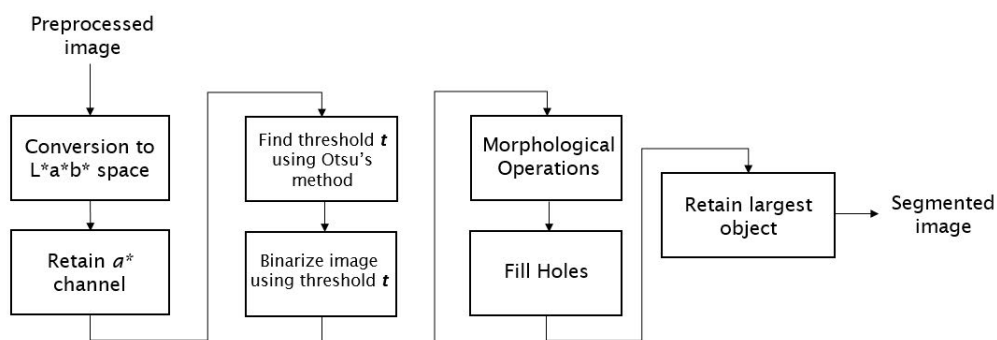 Preprocessed
image
Conversion to
L*a*b* space
Retain a*
channel
Find threshold t
using Otsu’s
method
Binarize image
using threshold t
Morphological
Operations
Fill Holes
Retain largest
object
Segmented
image